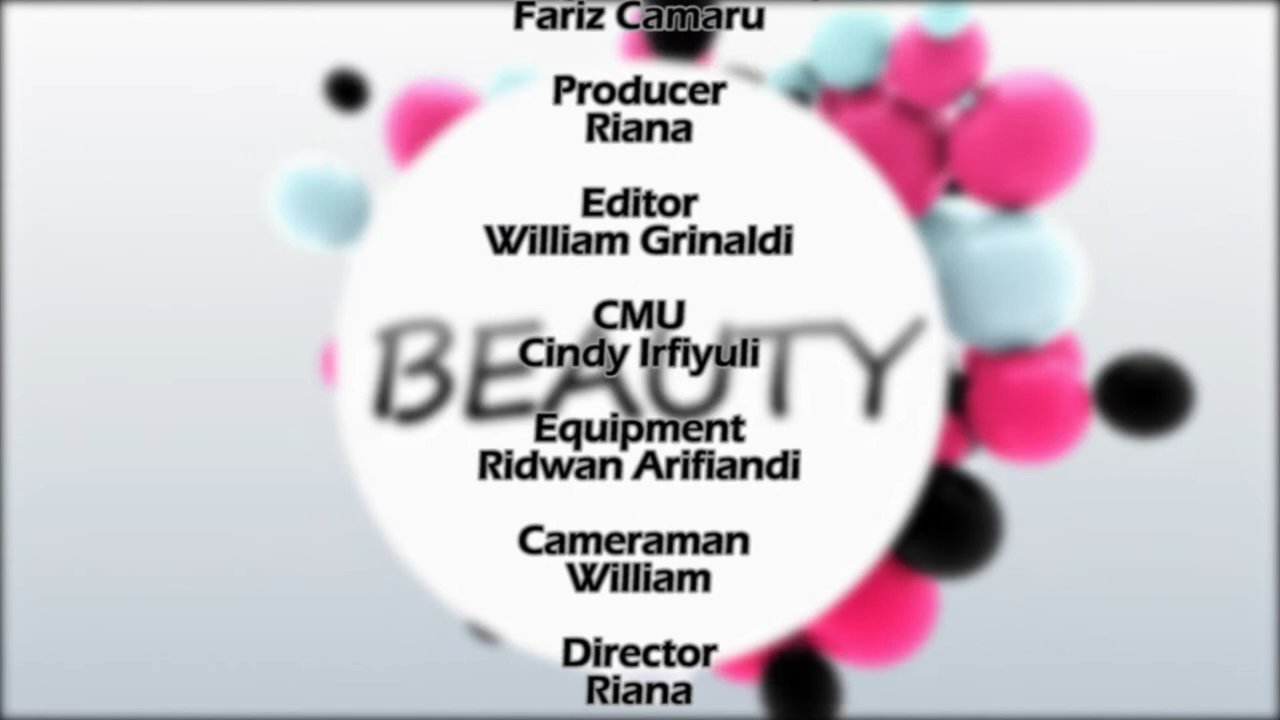 Fariz Camaru
Producer
Riana
Editor
William Grinaldi
CMU
Cindy Irfiyuli
BEAUTY
Equipment
Ridwan Arifiandi
Cameraman
William
Director
Riana